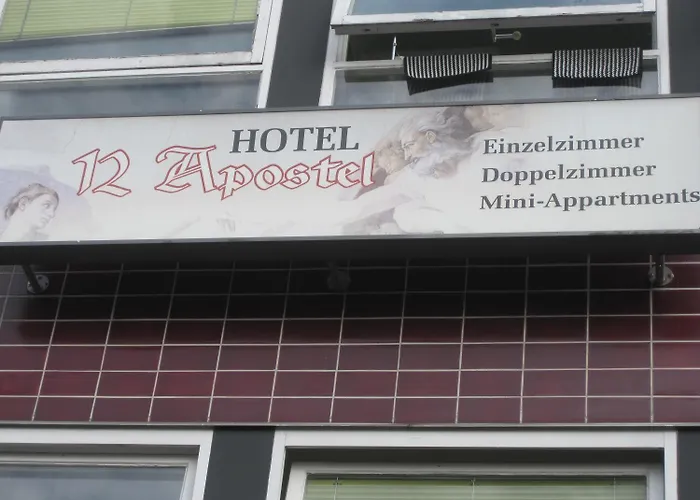 HOTEL
12 Apostel
Einzelzimmer
Doppelzimmer
Mini-Appartments